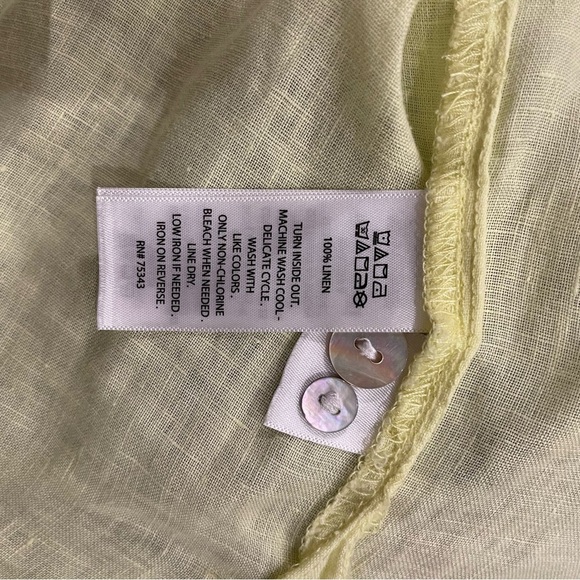 100% LINEN
TURN INSIDE OUT.
MACHINE WASH COOL-
DELICATE CYCLE.
WASH WITH
LIKE COLORS.
ONLY NON-CHLORINE
BLEACH WHEN NEEDED.
LINE DRY.
LOW IRON IF NEEDED.
IRON ON REVERSE.
RN# 75343